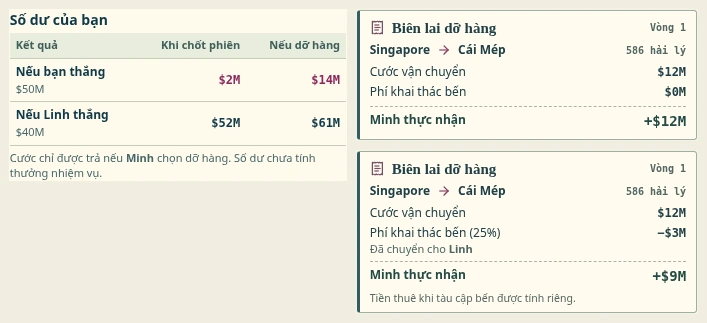 Số dư của bạn
Kết quả Khi chốt phiên Nếu dỡ hàng
Nếu bạn thắng $2M $14M
$50M
Nếu Linh thắng $52M $61M
$40M
Cước chỉ được trả nếu Minh chọn dỡ hàng. Số dư chưa tính
thưởng nhiệm vụ.
Biên lai dỡ hàng Vòng 1
Singapore → Cái Mép 586 hải lý
Cước vận chuyển $12M
Phí khai thác bến $0M
Minh thực nhận +$12M
Biên lai dỡ hàng Vòng 1
Singapore → Cái Mép 586 hải lý
Cước vận chuyển $12M
Phí khai thác bến (25%) −$3M
Đã chuyển cho Linh
Minh thực nhận +$9M
Tiền thuê khi tàu cập bến được tính riêng.